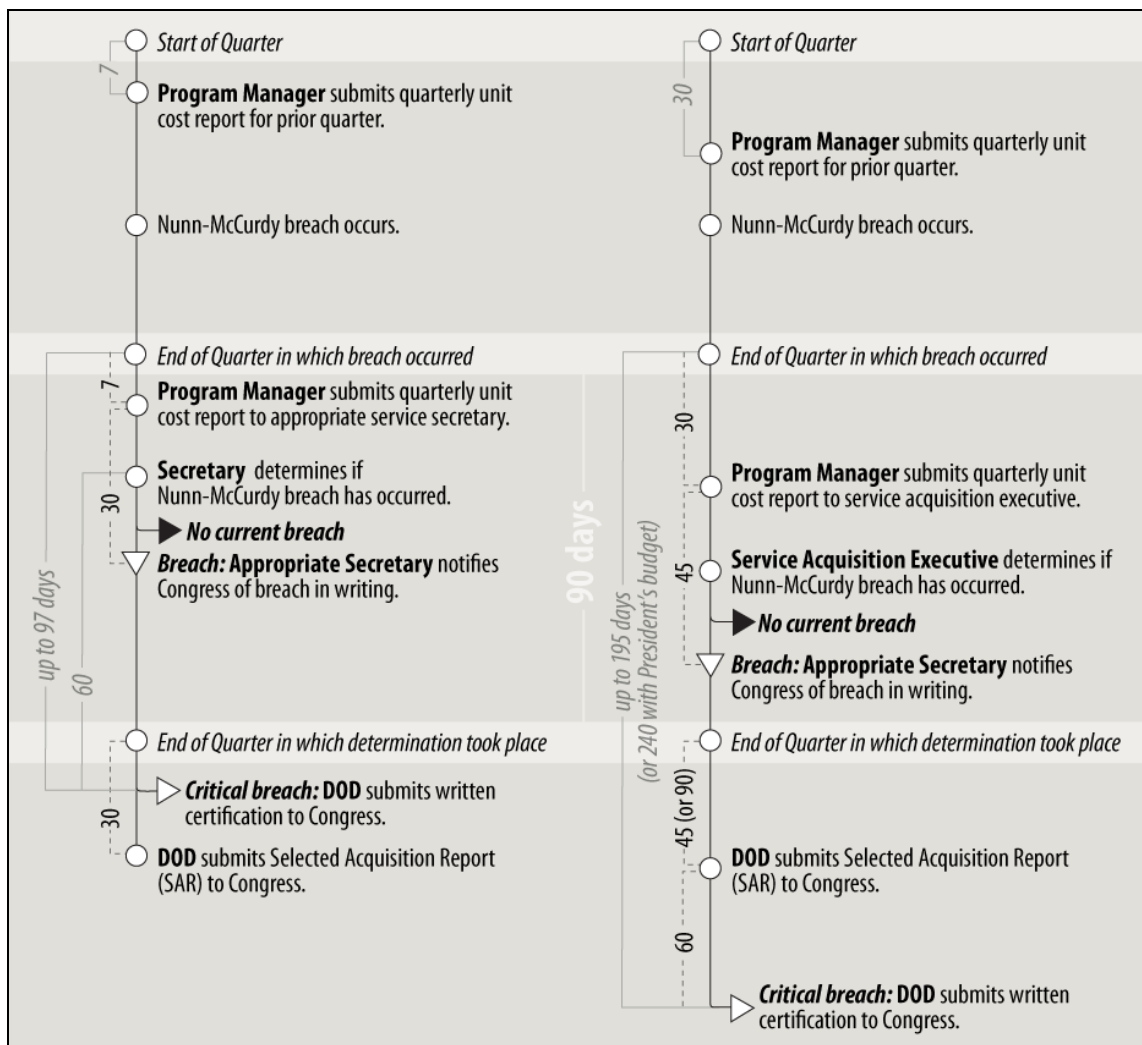 Start of Quarter
7
Program Manager submits quarterly unit
cost report for prior quarter.
Nunn-McCurdy breach occurs.
End of Quarter in which breach occurred
7
Program Manager submits quarterly unit
cost report to appropriate service secretary.
Secretary determines if
Nunn-McCurdy breach has occurred.
30
No current breach
Breach: Appropriate Secretary notifies
Congress of breach in writing.
up to 97 days
60
End of Quarter in which determination took place
Critical breach: DOD submits written
certification to Congress.
30
DOD submits Selected Acquisition Report
(SAR) to Congress.
90 days
Start of Quarter
30
Program Manager submits quarterly unit
cost report for prior quarter.
Nunn-McCurdy breach occurs.
End of Quarter in which breach occurred
30
Program Manager submits quarterly unit
cost report to service acquisition executive.
45
Service Acquisition Executive determines if
Nunn-McCurdy breach has occurred.
No current breach
Breach: Appropriate Secretary notifies
Congress of breach in writing.
up to 195 days
(or 240 with President's budget)
End of Quarter in which determination took place
45 (or 90)
DOD submits Selected Acquisition Report
(SAR) to Congress.
60
Critical breach: DOD submits written
certification to Congress.